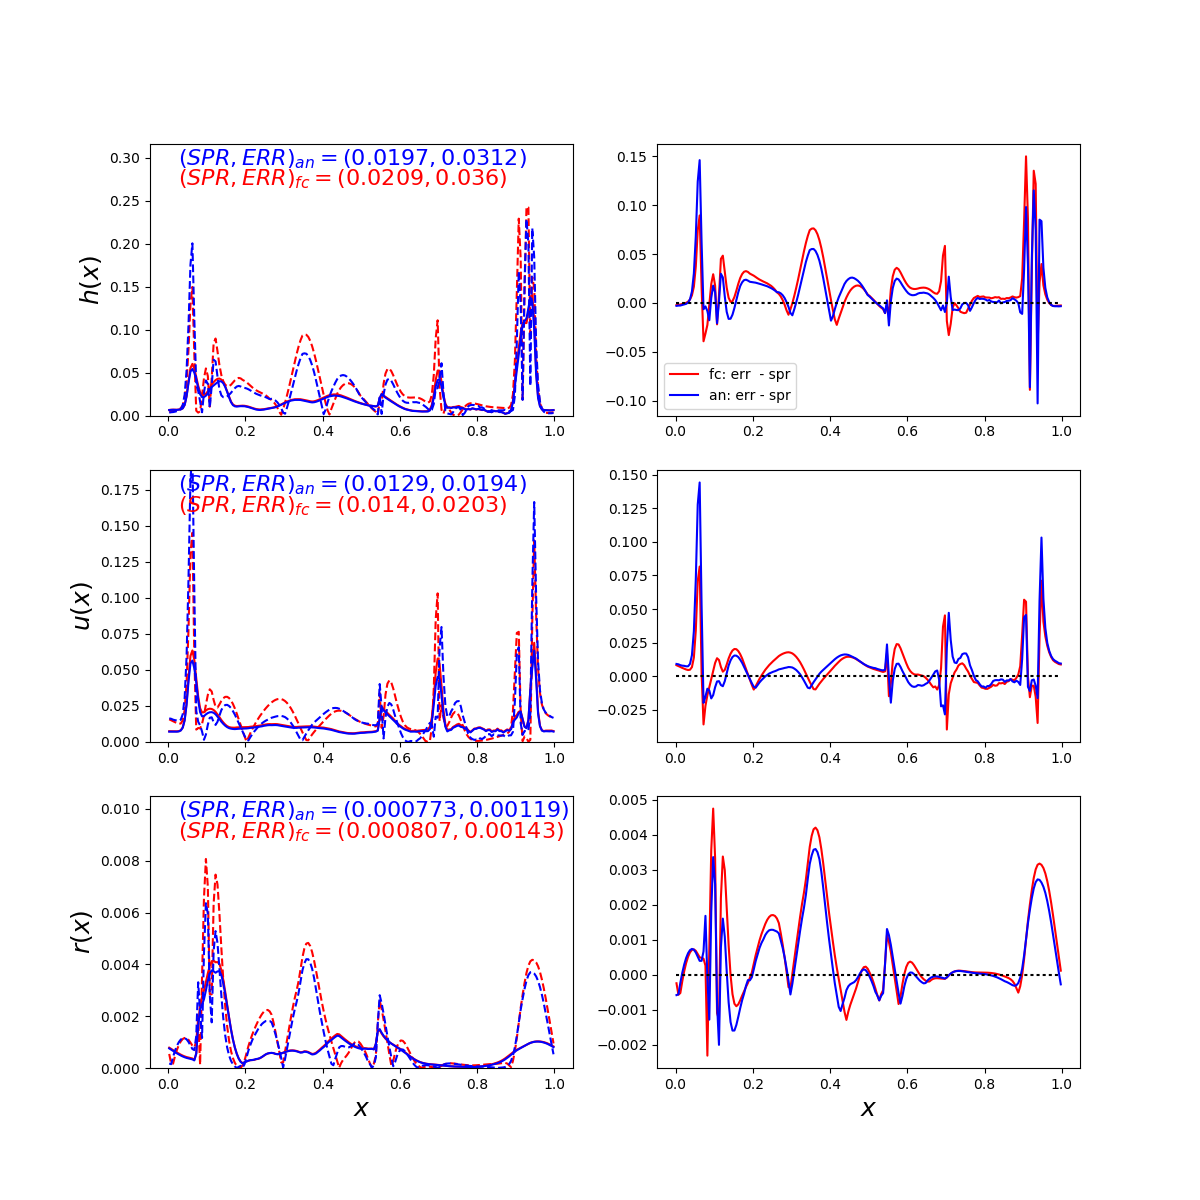 (SPR, ERR)an = (0.0197, 0.0312)
(SPR, ERR)fc = (0.0209, 0.036)
h(x)
0.30
0.25
0.20
0.15
0.10
0.05
0.00
0.0 0.2 0.4 0.6 0.8 1.0
0.15
0.10
0.05
0.00
−0.05
−0.10
fc: err - spr
an: err - spr
0.0 0.2 0.4 0.6 0.8 1.0
(SPR, ERR)an = (0.0129, 0.0194)
(SPR, ERR)fc = (0.014, 0.0203)
u(x)
0.175
0.150
0.125
0.100
0.075
0.050
0.025
0.000
0.0 0.2 0.4 0.6 0.8 1.0
0.150
0.125
0.100
0.075
0.050
0.025
0.000
−0.025
0.0 0.2 0.4 0.6 0.8 1.0
(SPR, ERR)an = (0.000773, 0.00119)
(SPR, ERR)fc = (0.000807, 0.00143)
r(x)
0.010
0.008
0.006
0.004
0.002
0.000
0.0 0.2 0.4 0.6 0.8 1.0
x
0.005
0.004
0.003
0.002
0.001
0.000
−0.001
−0.002
0.0 0.2 0.4 0.6 0.8 1.0
x